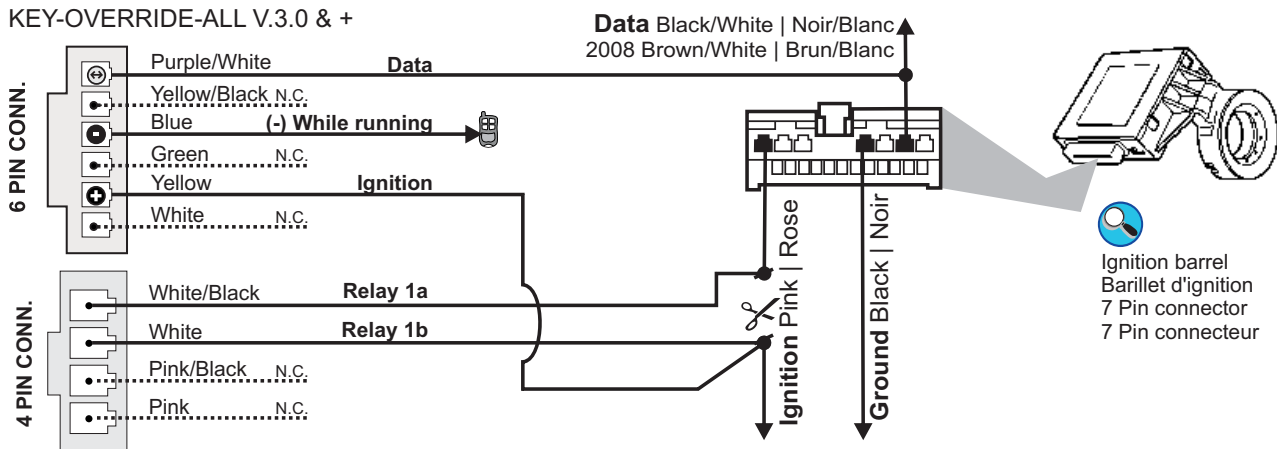 KEY-OVERRIDE-ALL V.3.0 & +
Data Black/White | Noir/Blanc
2008 Brown/White | Brun/Blanc
6 PIN CONN.
Purple/White Data
Yellow/Black N.C.
Blue (-) While running
Green N.C.
Yellow Ignition
White N.C.
4 PIN CONN.
White/Black Relay 1a
White Relay 1b
Pink/Black N.C.
Pink N.C.
Ignition Pink | Rose
Ground Black | Noir
Ignition barrel
Barillet d'ignition
7 Pin connector
7 Pin connecteur